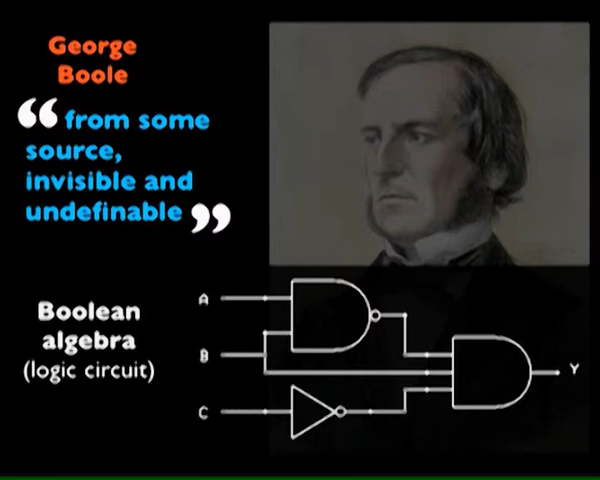 George
Boole
“ from some
source,
invisible and
undefinable ”
Boolean
algebra
(logic circuit)
A
B
C
Y